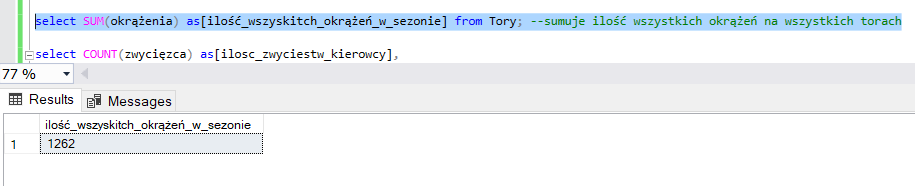 select SUM(okrążenia) as[ilość_wszyskitch_okrążeń_w_sezonie] from Tory; --sumuje ilość wszystkich okrążeń na wszystkich torach
select COUNT(zwycięzca) as[ilosc_zwyciestw_kierowcy],
77 %
Results Messages
ilość_wszyskitch_okrążeń_w_sezonie
1 1262